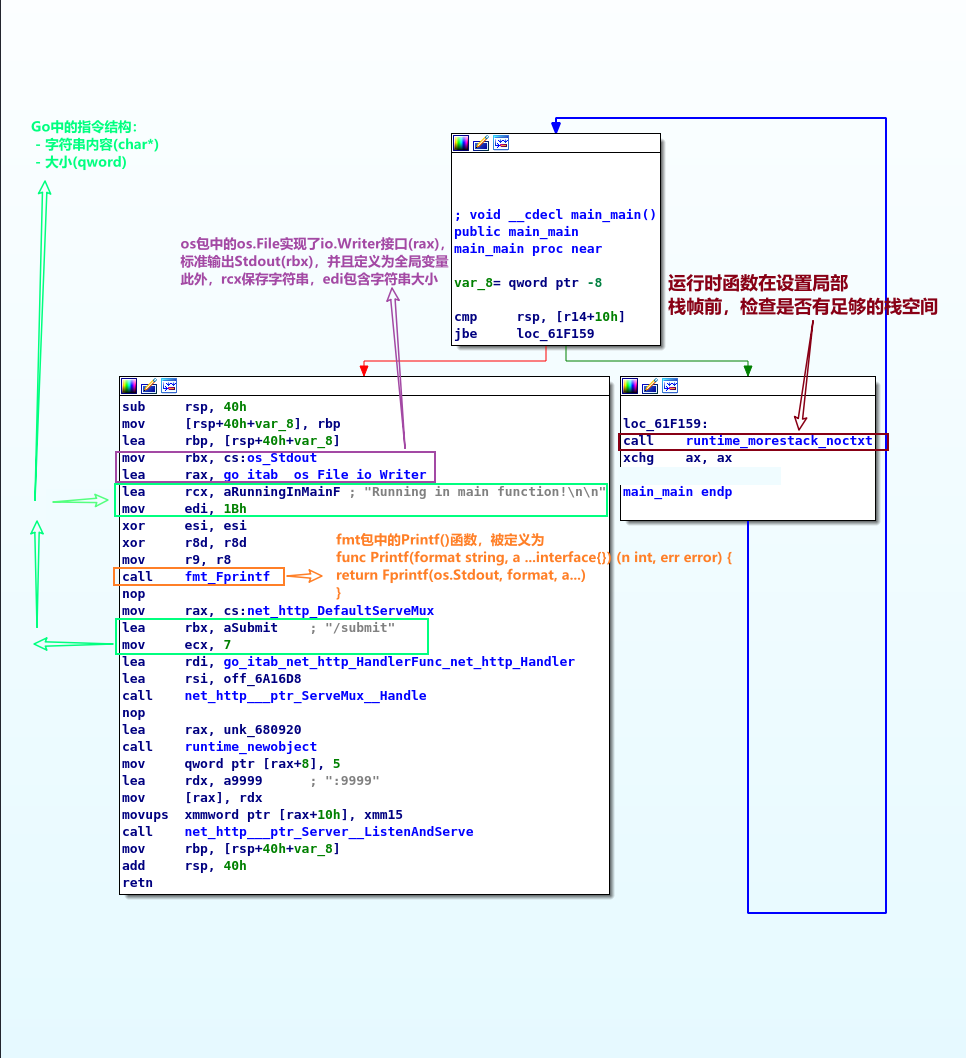 Go中的指令结构:
- 字符串内容(char*)
- 大小(qword)
os包中的os.File实现了io.Writer接口(rax),
标准输出Stdout(rbx)，并且定义为全局变量
此外，rcx保存字符串，edi包含字符串大小
; void __cdecl main_main()
public main_main
main_main proc near
var_8= qword ptr -8
cmp rsp, [r14+10h]
jbe loc_61F159
运行时函数在设置局部
栈帧前，检查是否有足够的栈空间
sub rsp, 40h
mov [rsp+40h+var_8], rbp
lea rbp, [rsp+40h+var_8]
mov rbx, cs:os_Stdout
lea rax, go_itab__os_File_io_Writer
lea rcx, aRunningInMainF ; "Running in main function!\n\n"
mov edi, 1Bh
xor esi, esi
xor r8d, r8d
mov r9, r8
call fmt_Fprintf
nop
mov rax, cs:net_http_DefaultServeMux
lea rbx, aSubmit ; "/submit"
mov ecx, 7
lea rdi, go_itab_net_http_HandlerFunc_net_http_Handler
lea rsi, off_6A16D8
call net_http___ptr_ServeMux__Handle
nop
lea rax, unk_680920
call runtime_newobject
mov qword ptr [rax+8], 5
lea rdx, a9999 ; ":9999"
mov [rax], rdx
movups xmmword ptr [rax+10h], xmm15
call net_http___ptr_Server__ListenAndServe
mov rbp, [rsp+40h+var_8]
add rsp, 40h
retn
fmt包中的Printf()函数，被定义为
func Printf(format string, a ...interface{}) (n int, err error) {
return Fprintf(os.Stdout, format, a...)
}
loc_61F159:
call runtime_morestack_noctxt
xchg ax, ax
main_main endp